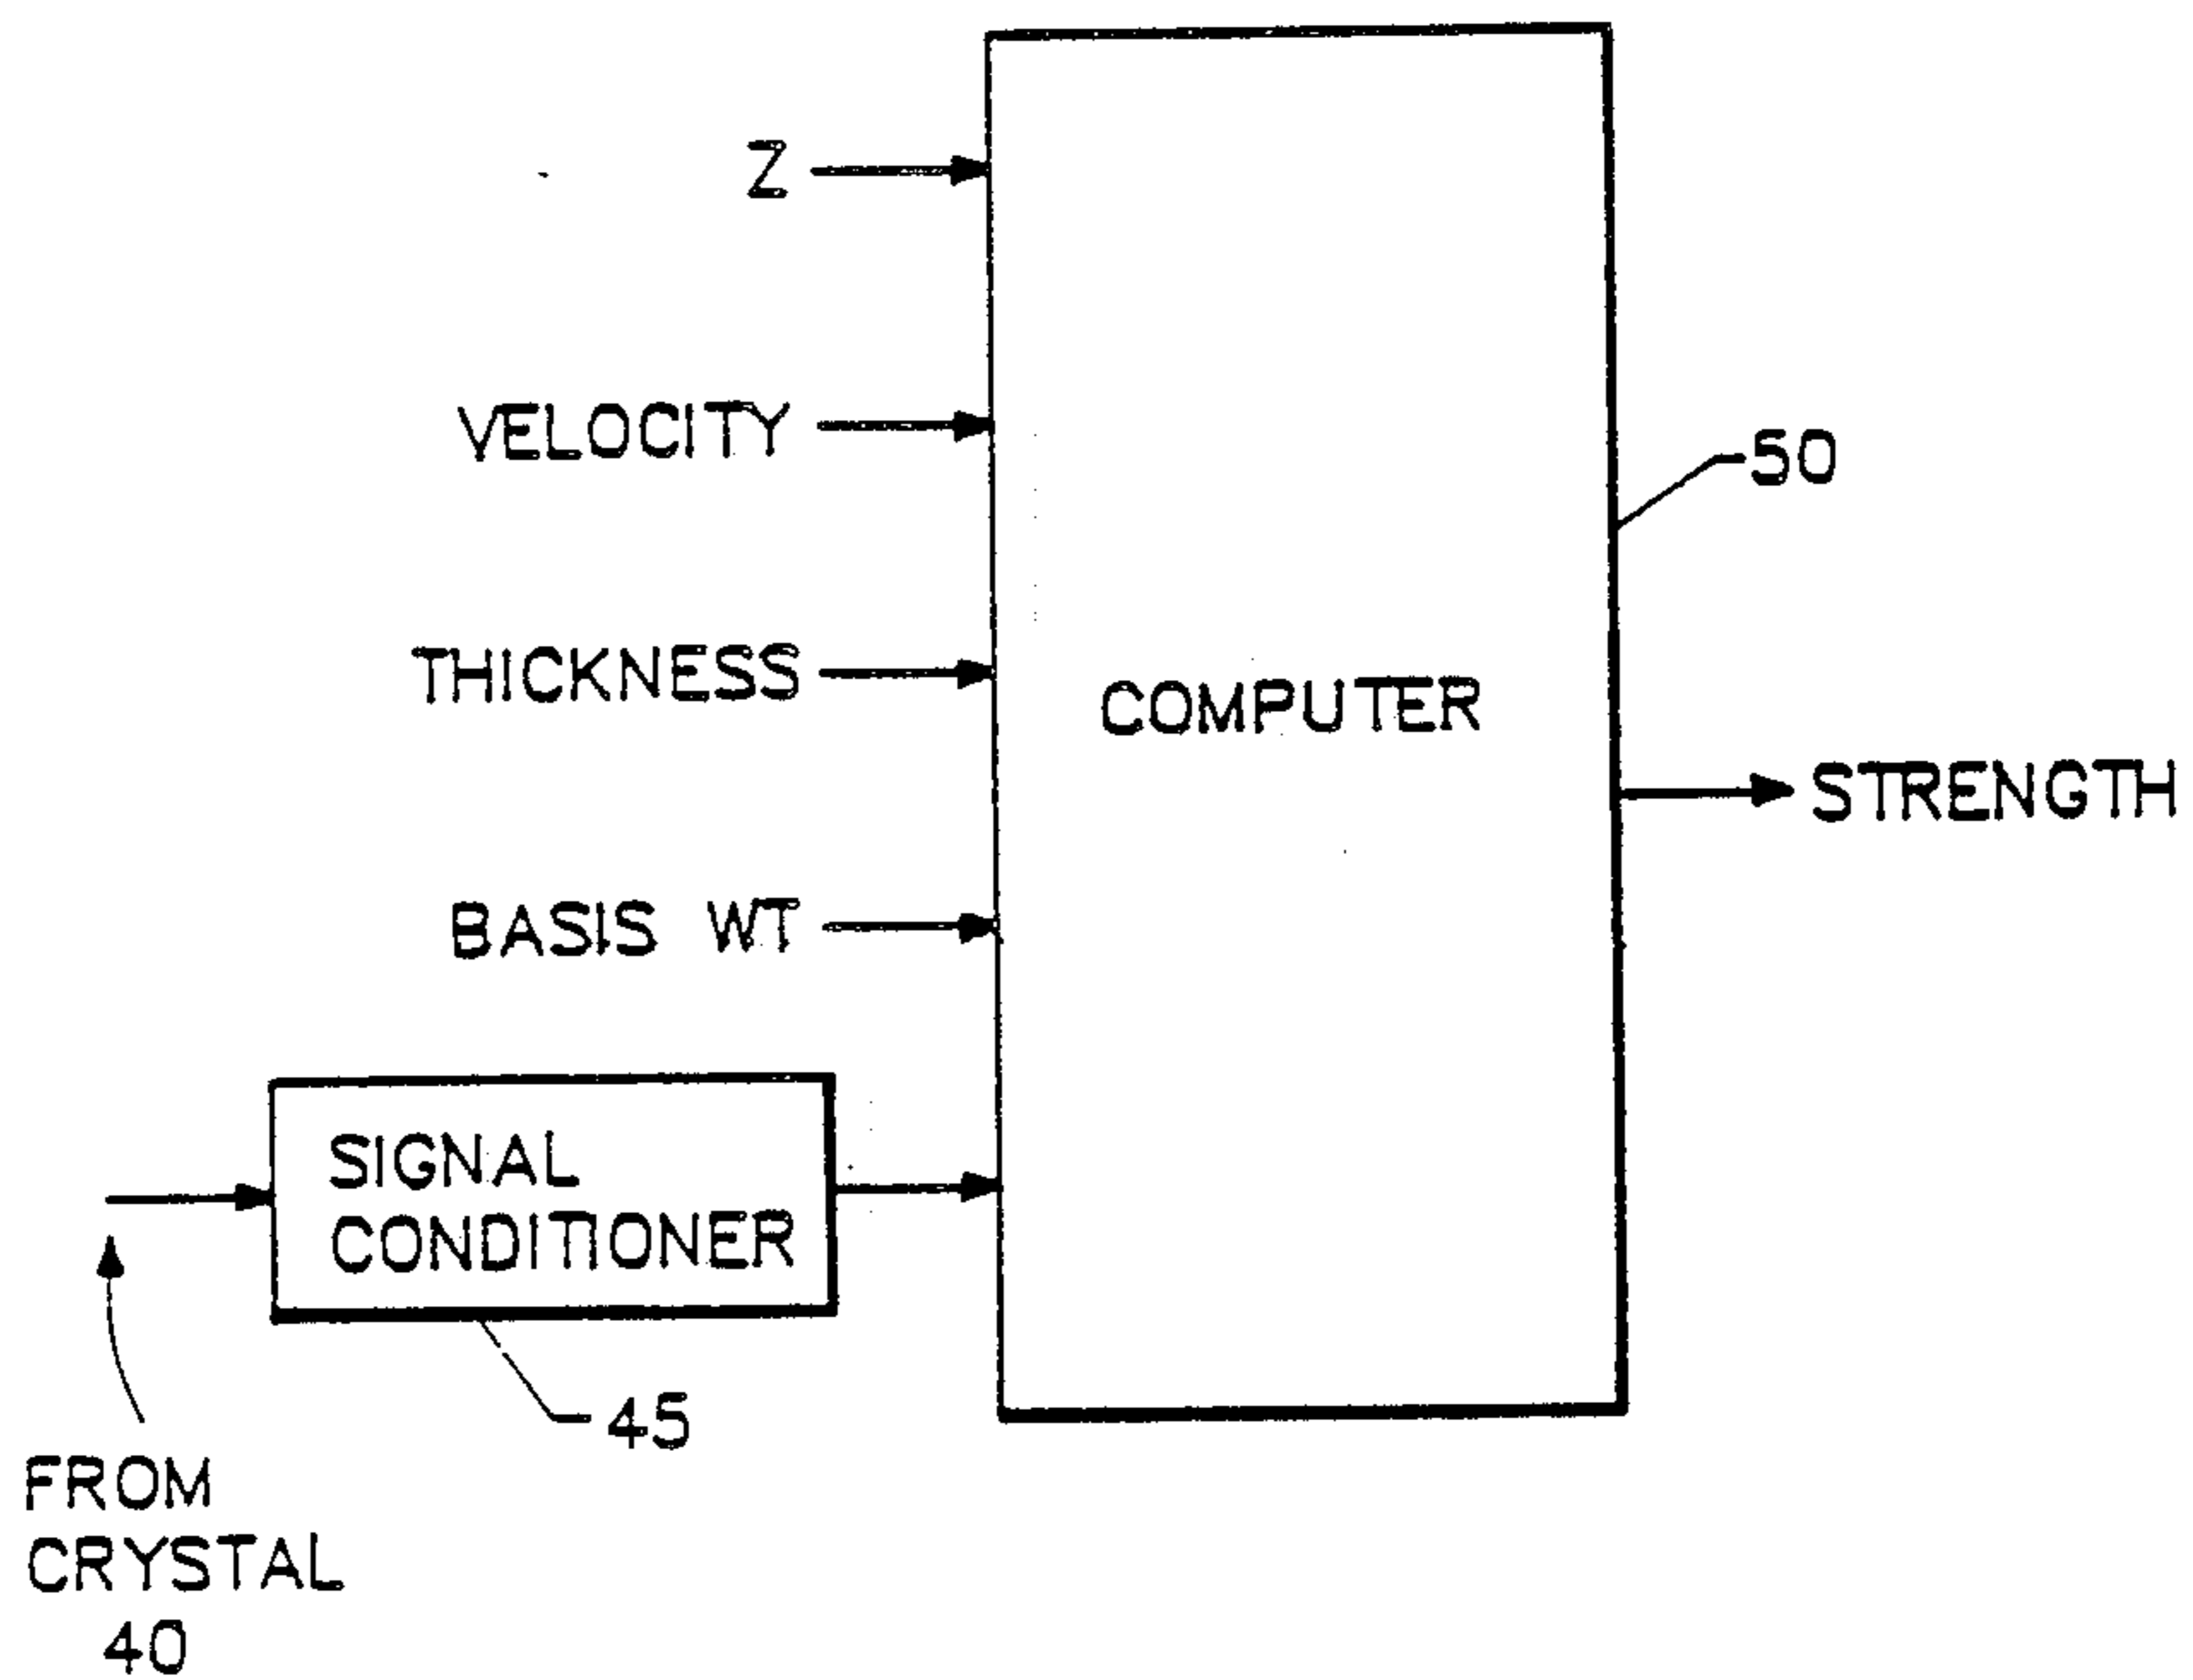 Z
VELOCITY
50
THICKNESS
COMPUTER
STRENGTH
BASIS WT
SIGNAL
CONDITIONER
45
FROM
CRYSTAL
40